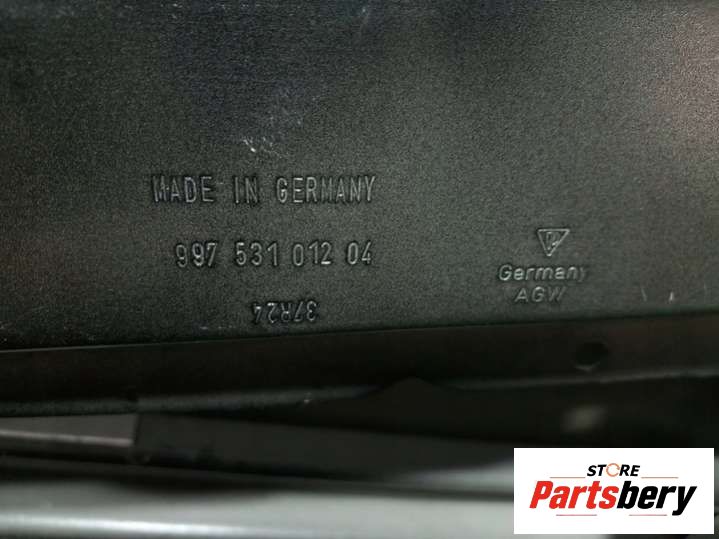 MADE IN GERMANY
997 531 012 04
Germany
AGW
37R24
STORE
Partsbery